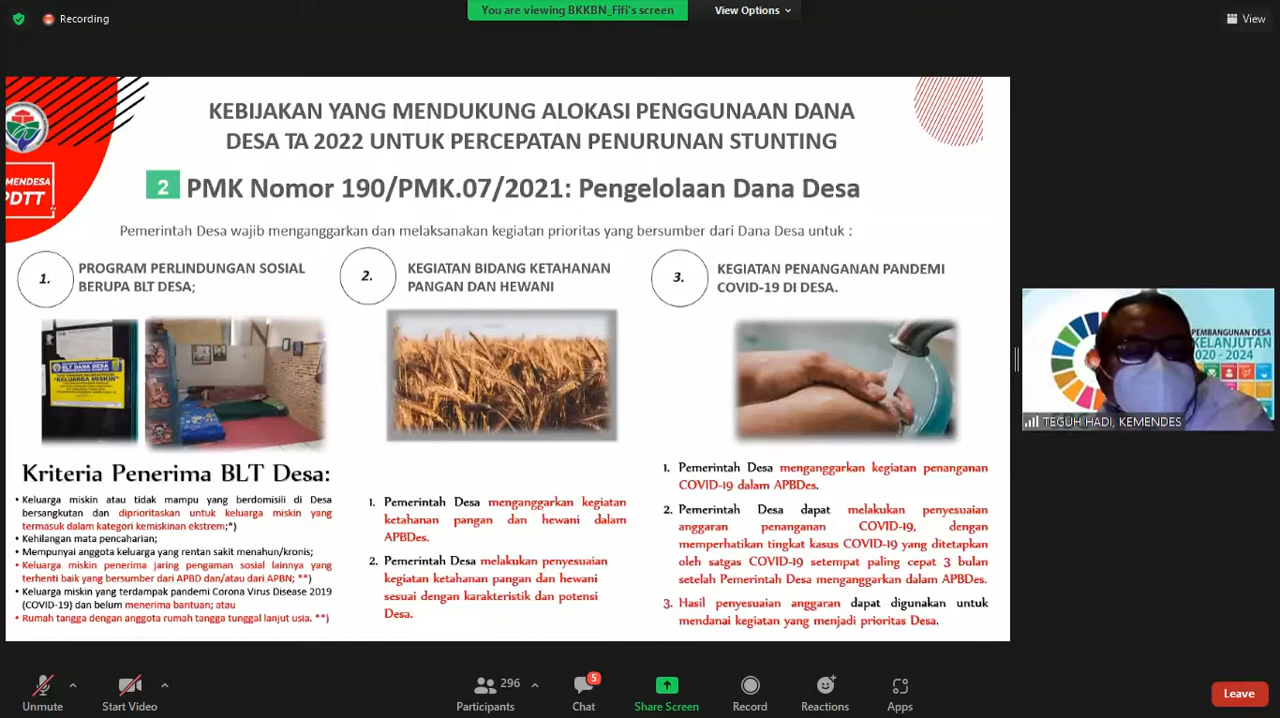 Recording
You are viewing BKKBN_Fifi's screen
View Options
View
KEBIJAKAN YANG MENDUKUNG ALOKASI PENGGUNAAN DANA
DESA TA 2022 UNTUK PERCEPATAN PENURUNAN STUNTING
MENDESA
PDTT
2 PMK Nomor 190/PMK.07/2021: Pengelolaan Dana Desa
Pemerintah Desa wajib menganggarkan dan melaksanakan kegiatan prioritas yang bersumber dari Dana Desa untuk :
1.
PROGRAM PERLINDUNGAN SOSIAL
BERUPA BLT DESA;
BLT DANA DESA
"KELUARGA MISKIN"
Kriteria Penerima BLT Desa:
• Keluarga miskin atau tidak mampu yang berdomisili di Desa
bersangkutan dan diprioritaskan untuk keluarga miskin yang
termasuk dalam kategori kemiskinan ekstrem;*)
• Kehilangan mata pencaharian;
• Mempunyai anggota keluarga yang rentan sakit menahun/kronis;
• Keluarga miskin penerima jaring pengaman sosial lainnya yang
terhenti baik yang bersumber dari APBD dan/atau dari APBN; **)
• Keluarga miskin yang terdampak pandemi Corona Virus Disease 2019
(COVID-19) dan belum menerima bantuan; atau
• Rumah tangga dengan anggota rumah tangga tunggal lanjut usia. **)
2.
KEGIATAN BIDANG KETAHANAN
PANGAN DAN HEWANI
1. Pemerintah Desa menganggarkan kegiatan
ketahanan pangan dan hewani dalam
APBDes.
2. Pemerintah Desa melakukan penyesuaian
kegiatan ketahanan pangan dan hewani
sesuai dengan karakteristik dan potensi
Desa.
3.
KEGIATAN PENANGANAN PANDEMI
COVID-19 DI DESA.
1. Pemerintah Desa menganggarkan kegiatan penanganan
COVID-19 dalam APBDes.
2. Pemerintah Desa dapat melakukan penyesuaian
anggaran penanganan COVID-19, dengan
memperhatikan tingkat kasus COVID-19 yang ditetapkan
oleh satgas COVID-19 setempat paling cepat 3 bulan
setelah Pemerintah Desa menganggarkan dalam APBDes.
3. Hasil penyesuaian anggaran dapat digunakan untuk
mendanai kegiatan yang menjadi prioritas Desa.
PEMBANGUNAN DESA
KELANJUTAN
2020 - 2024
TEGUH HADI, KEMENDES
Unmute
Start Video
296
Participants
5
Chat
Share Screen
Record
Reactions
Apps
Leave